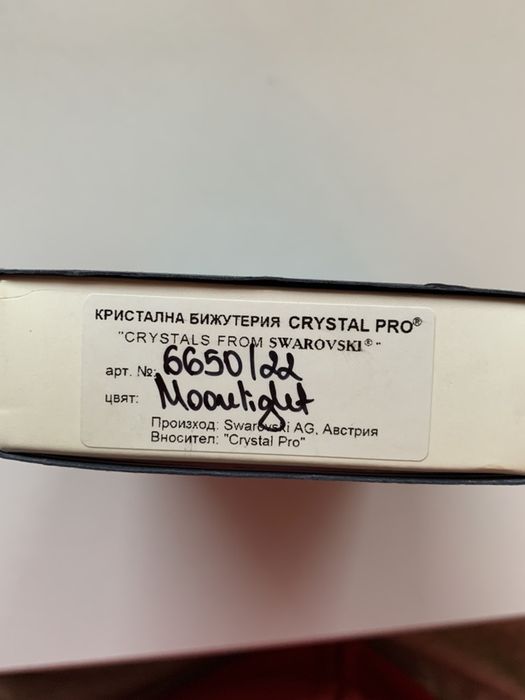 КРИСТАЛНА БИЖУТЕРИЯ CRYSTAL PRO®
"CRYSTALS FROM SWAROVSKI®"
арт. №: 6650/22
цвят: Moonlight
Произход: Swarovski AG, Австрия
Вносител: "Crystal Pro"